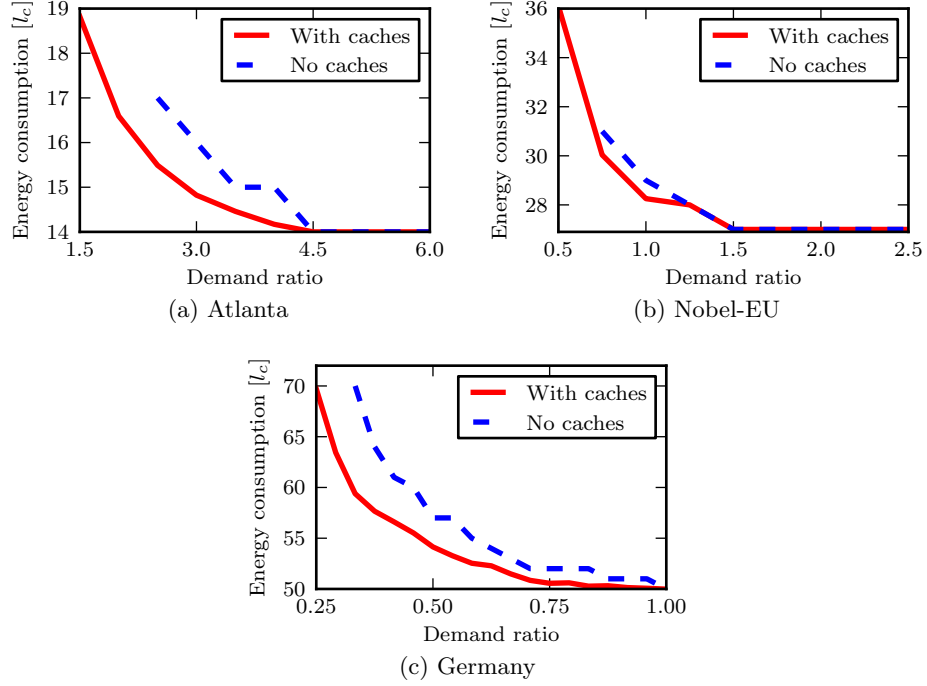 Energy consumption [l_c]
19
18
17
16
15
14
1.5 3.0 4.5 6.0
Demand ratio
With caches
No caches
(a) Atlanta
Energy consumption [l_c]
36
34
32
30
28
0.5 1.0 1.5 2.0 2.5
Demand ratio
With caches
No caches
(b) Nobel-EU
Energy consumption [l_c]
70
65
60
55
50
0.25 0.50 0.75 1.00
Demand ratio
With caches
No caches
(c) Germany